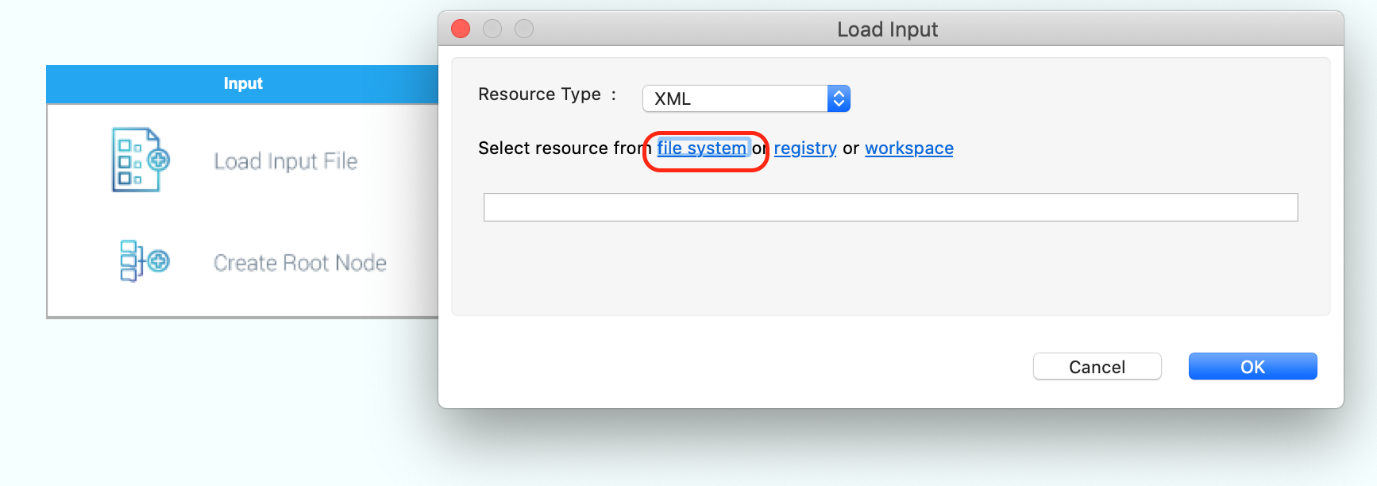 Load Input
Input
Resource Type :
XML
Select resource from file system or registry or workspace
Load Input File
Create Root Node
Cancel
OK